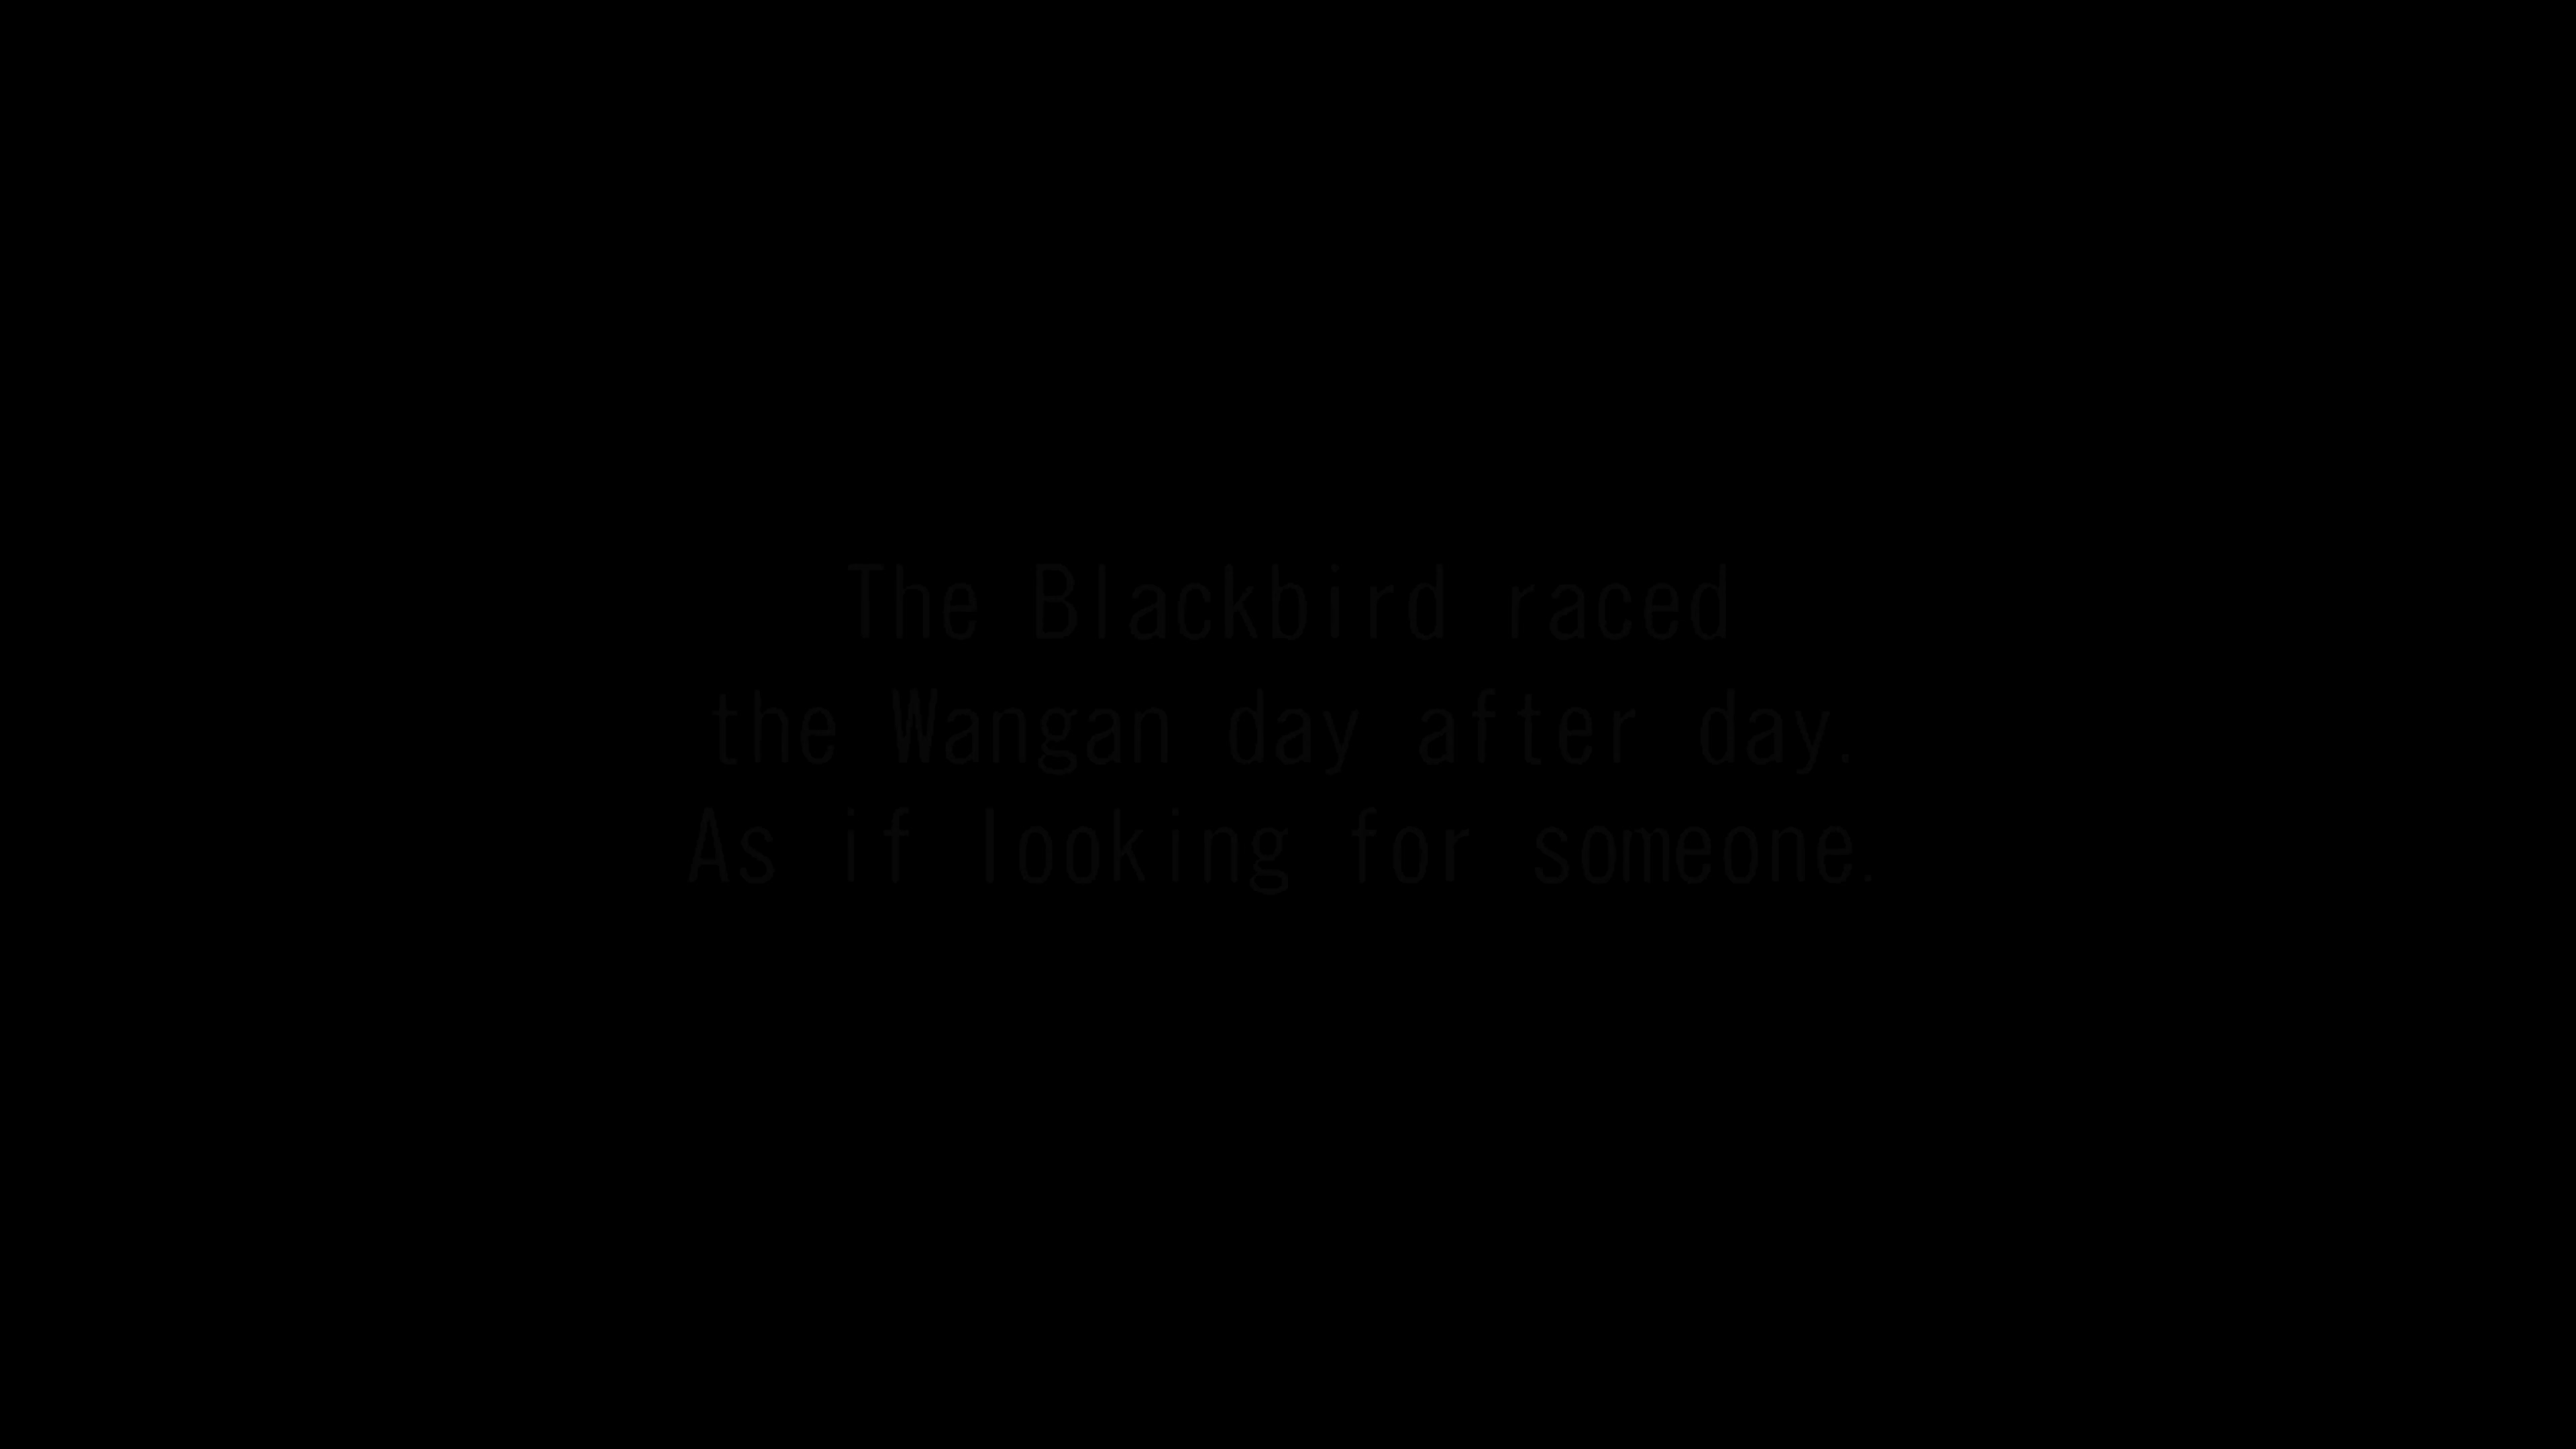 The Blackbird raced
the Wangan day after day.
As if looking for someone.